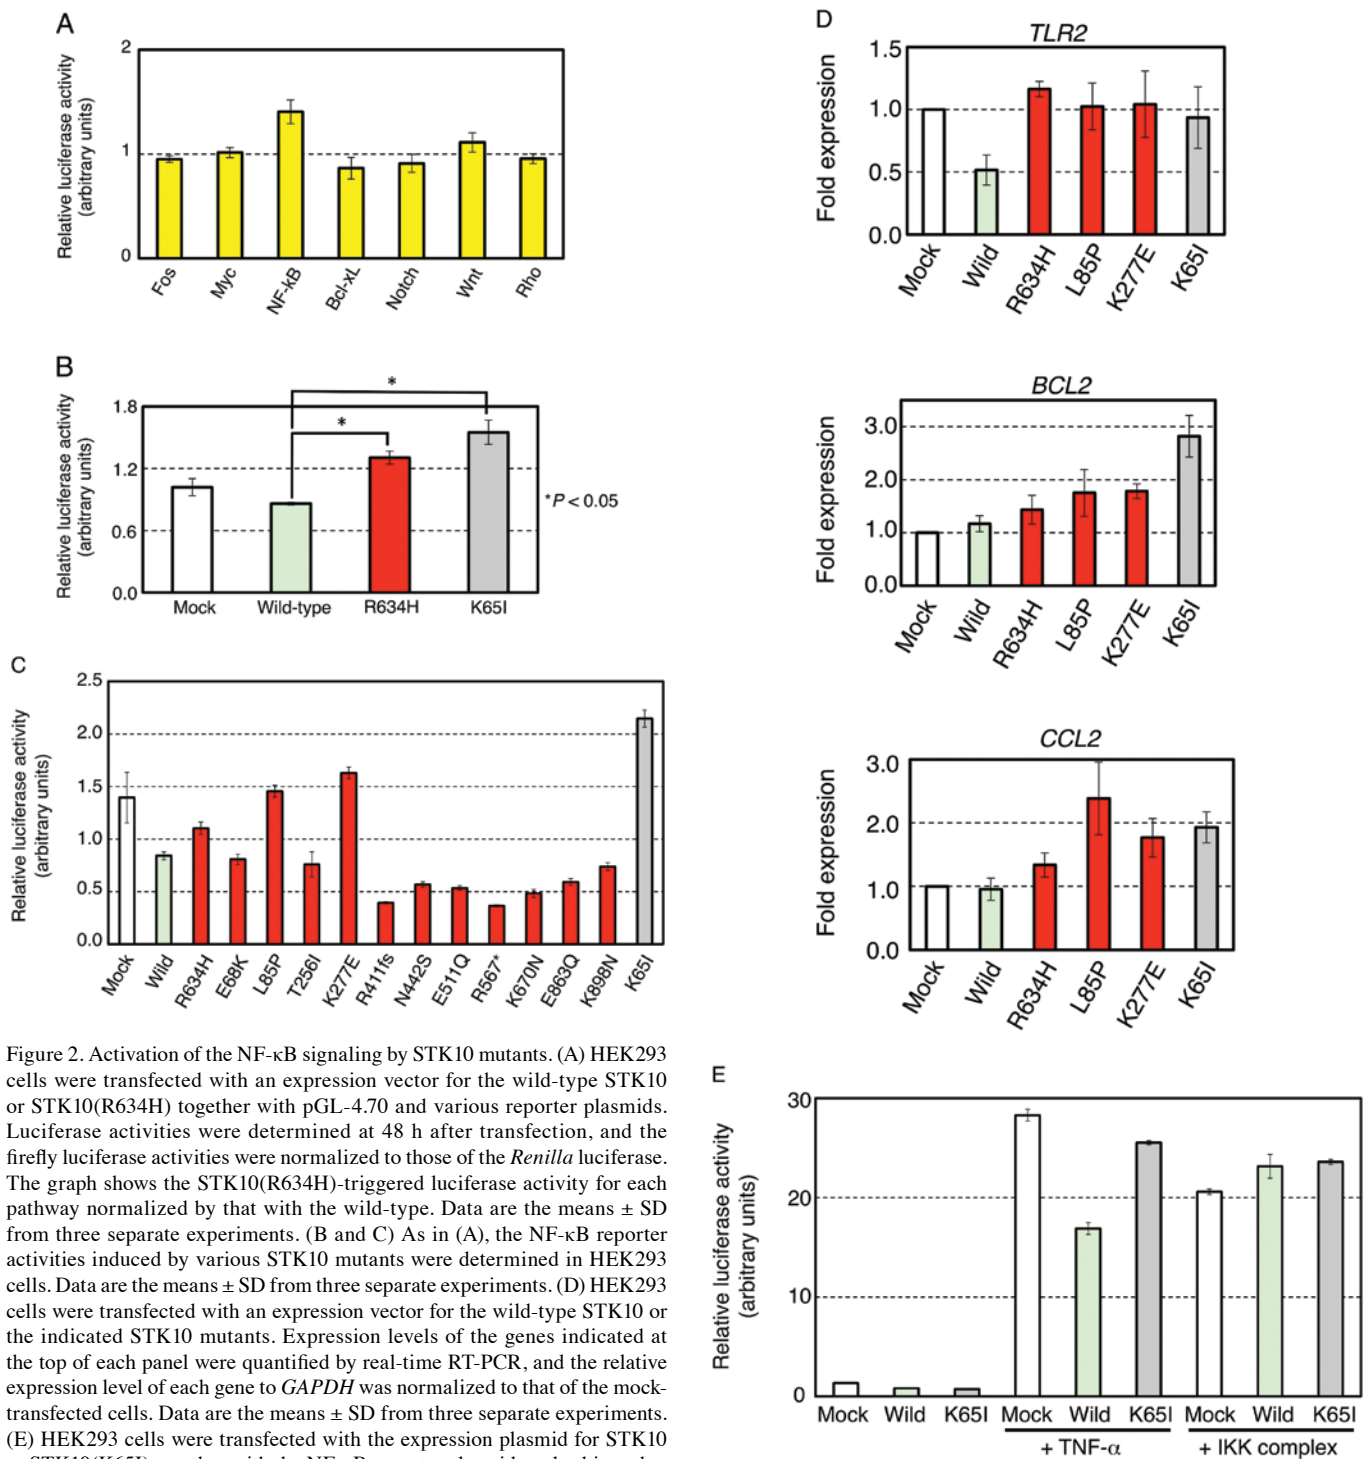 A
Relative luciferase activity
(arbitrary units)
2
1
0
Fos
Myc
NF-kB
Bcl-xL
Notch
Wnt
Rho
B
Relative luciferase activity
(arbitrary units)
1.8
1.2
0.6
0.0
*
*
*P < 0.05
Mock
Wild-type
R634H
K65I
C
Relative luciferase activity
(arbitrary units)
2.5
2.0
1.5
1.0
0.5
0.0
Mock
Wild
R634H
E68K
L85P
T256I
K277E
R411fs
N442S
E511Q
R567*
K670N
E863Q
K898N
K65I
D
TLR2
Fold expression
1.5
1.0
0.5
0.0
Mock
Wild
R634H
L85P
K277E
K65I
BCL2
Fold expression
3.0
2.0
1.0
0.0
Mock
Wild
R634H
L85P
K277E
K65I
CCL2
Fold expression
3.0
2.0
1.0
0.0
Mock
Wild
R634H
L85P
K277E
K65I
E
Relative luciferase activity
(arbitrary units)
30
20
10
0
Mock Wild K65I Mock Wild K65I Mock Wild K65I
+ TNF-α
+ IKK complex
Figure 2. Activation of the NF-κB signaling by STK10 mutants. (A) HEK293
cells were transfected with an expression vector for the wild-type STK10
or STK10(R634H) together with pGL-4.70 and various reporter plasmids.
Luciferase activities were determined at 48 h after transfection, and the
firefly luciferase activities were normalized to those of the Renilla luciferase.
The graph shows the STK10(R634H)-triggered luciferase activity for each
pathway normalized by that with the wild-type. Data are the means ± SD
from three separate experiments. (B and C) As in (A), the NF-κB reporter
activities induced by various STK10 mutants were determined in HEK293
cells. Data are the means ± SD from three separate experiments. (D) HEK293
cells were transfected with an expression vector for the wild-type STK10 or
the indicated STK10 mutants. Expression levels of the genes indicated at
the top of each panel were quantified by real-time RT-PCR, and the relative
expression level of each gene to GAPDH was normalized to that of the mock-
transfected cells. Data are the means ± SD from three separate experiments.
(E) HEK293 cells were transfected with the expression plasmid for STK10